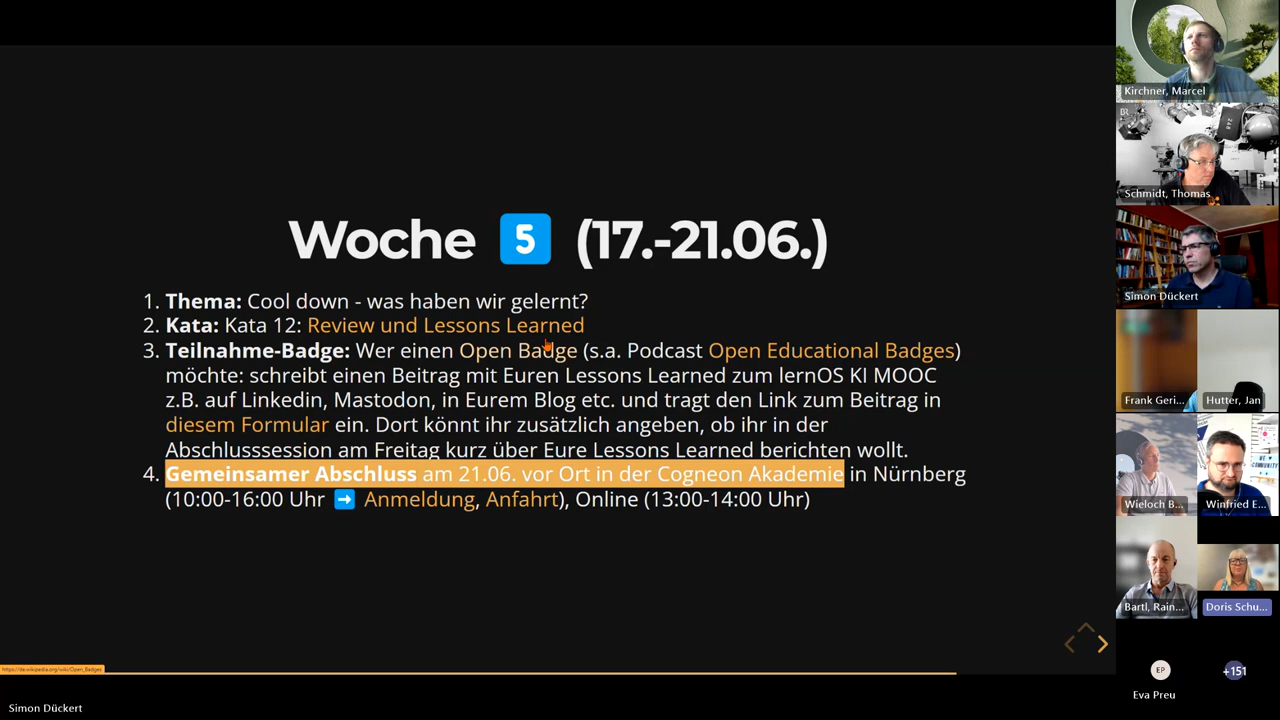 Woche 5 (17.-21.06.)
1. Thema: Cool down - was haben wir gelernt?
2. Kata: Kata 12: Review und Lessons Learned
3. Teilnahme-Badge: Wer einen Open Badge (s.a. Podcast Open Educational Badges)
möchte: schreibt einen Beitrag mit Euren Lessons Learned zum lernOS KI MOOC
z.B. auf Linkedin, Mastodon, in Eurem Blog etc. und tragt den Link zum Beitrag in
diesem Formular ein. Dort könnt ihr zusätzlich angeben, ob ihr in der
Abschlusssession am Freitag kurz über Eure Lessons Learned berichten wollt.
4. Gemeinsamer Abschluss am 21.06. vor Ort in der Cogneon Akademie in Nürnberg
(10:00-16:00 Uhr ➡ Anmeldung, Anfahrt), Online (13:00-14:00 Uhr)
https://de.wikipedia.org/wiki/Open_Badges
Simon Dückert
Kirchner, Marcel
Schmidt, Thomas
Simon Dückert
Frank Geri...
Hutter, Jan
Wieloch B...
Winfried E...
Bartl, Rain...
Doris Schu...
EP
Eva Preu
+151